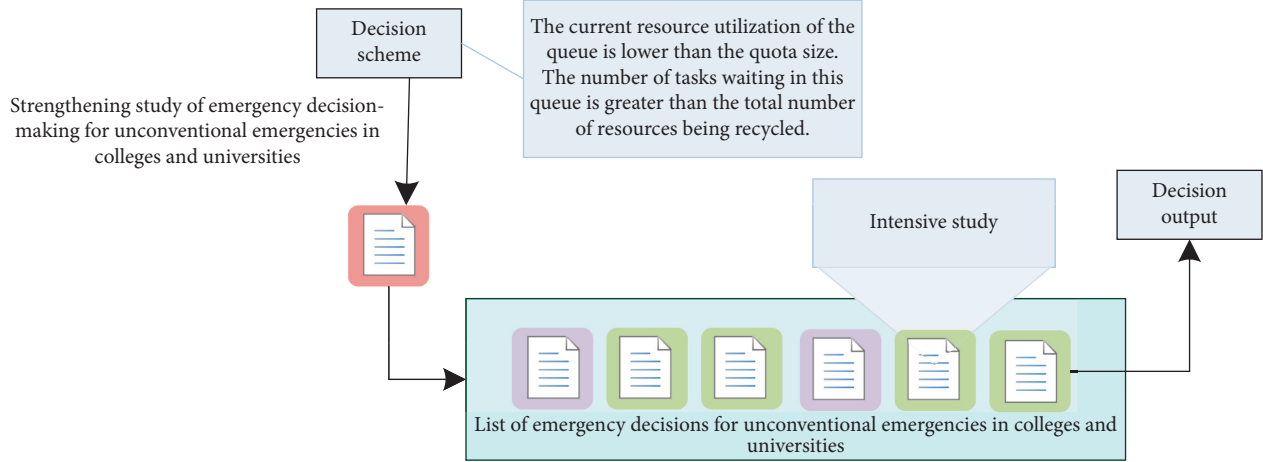 Decision
scheme
The current resource utilization of the
queue is lower than the quota size.
The number of tasks waiting in this
queue is greater than the total number
of resources being recycled.
Strengthening study of emergency decision-
making for unconventional emergencies in
colleges and universities
Intensive study
Decision
output
List of emergency decisions for unconventional emergencies in colleges and
universities